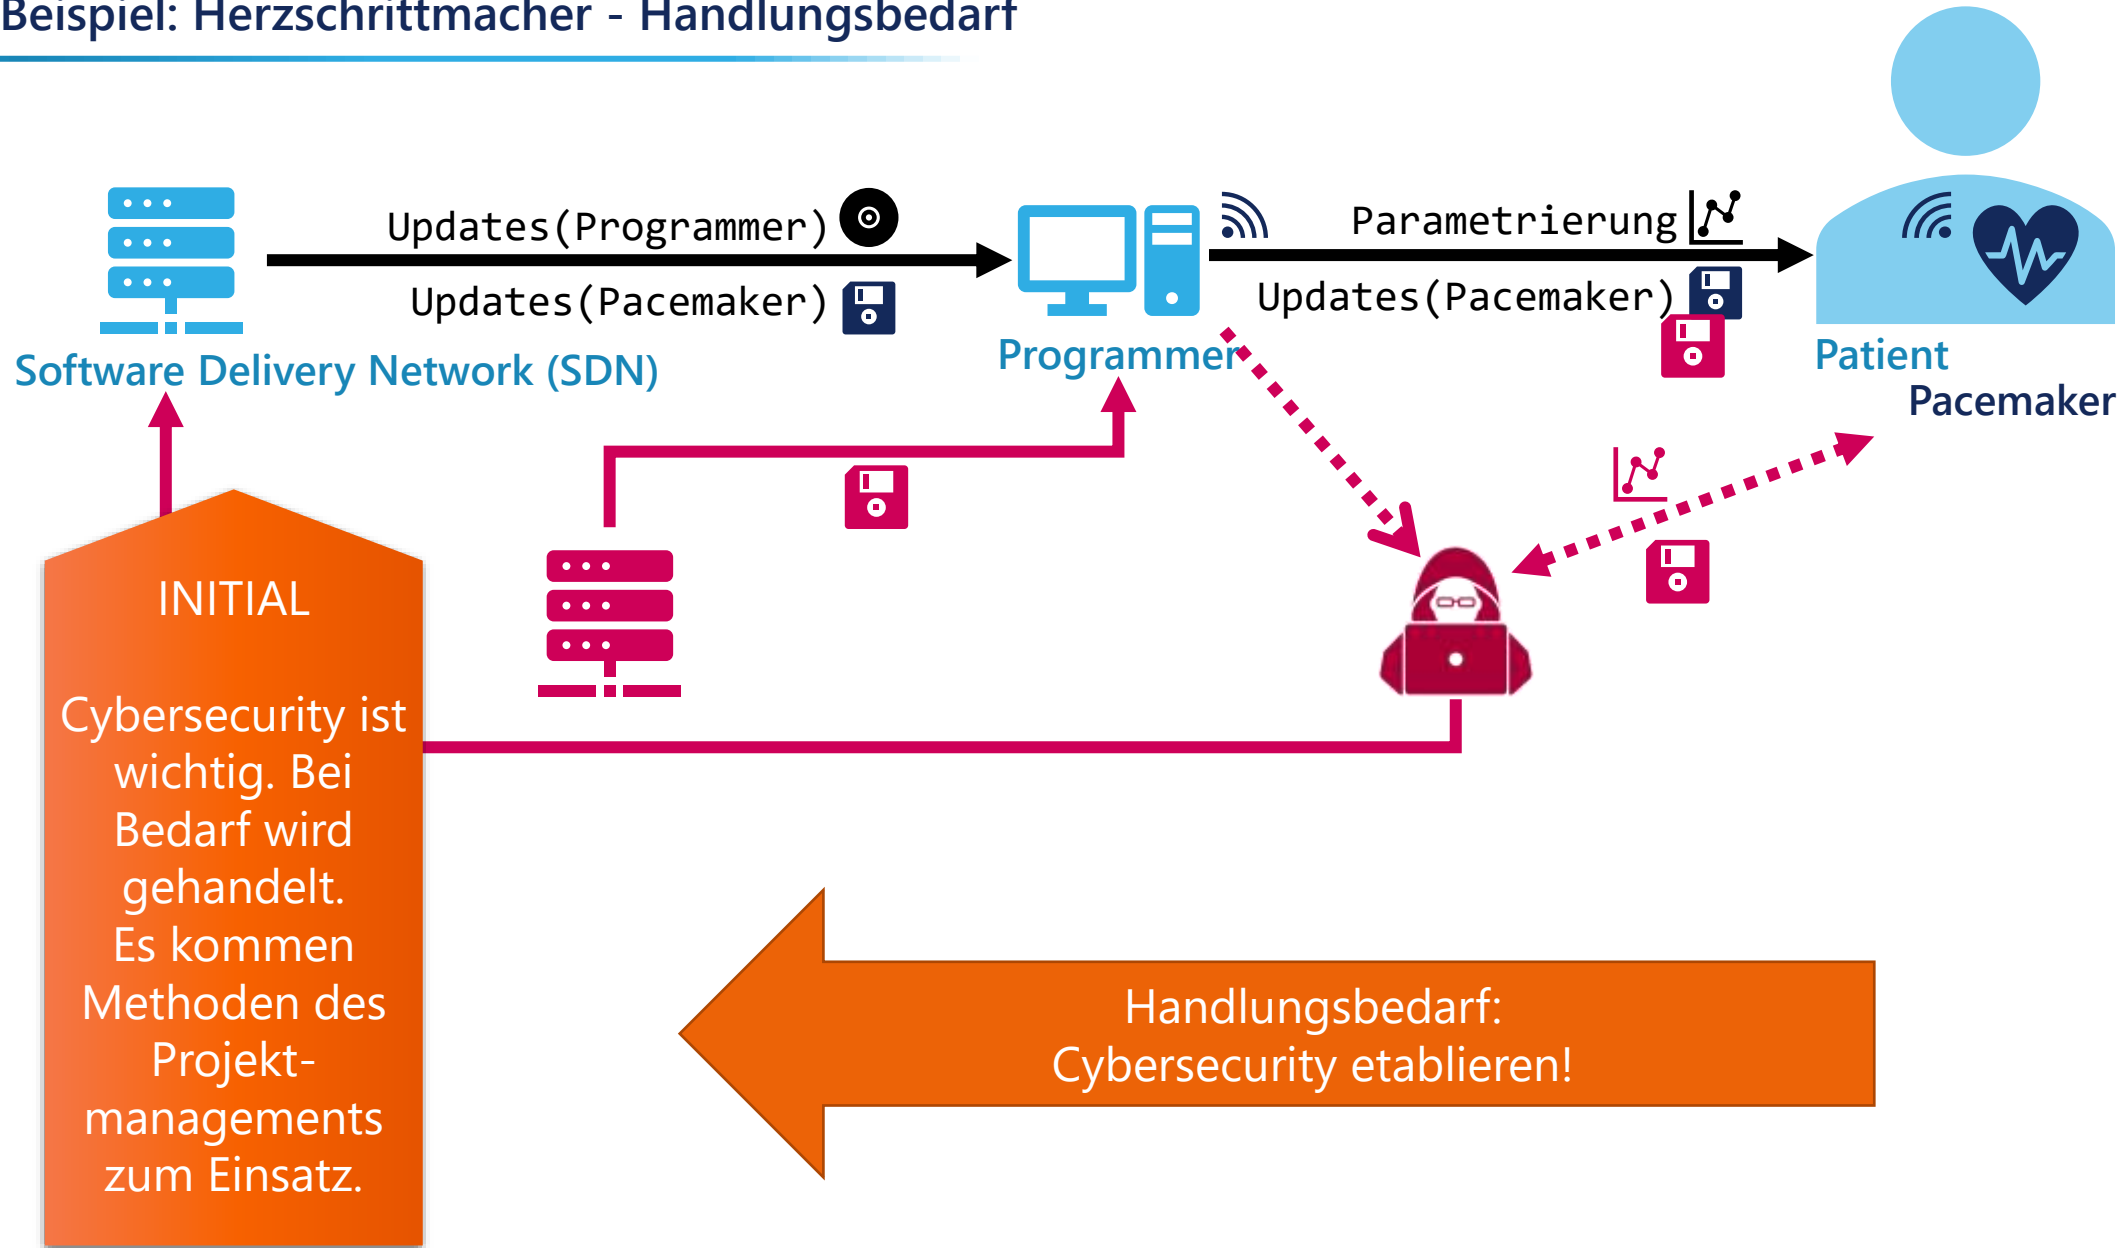 Beispiel: Herzschrittmacher - Handlungsbedarf
Updates(Programmer)
Updates(Pacemaker)
Parametrierung
Updates(Pacemaker)
Software Delivery Network (SDN)
Programmer
Patient
Pacemaker
INITIAL
Cybersecurity ist
wichtig. Bei
Bedarf wird
gehandelt.
Es kommen
Methoden des
Projekt-
managements
zum Einsatz.
Handlungsbedarf:
Cybersecurity etablieren!